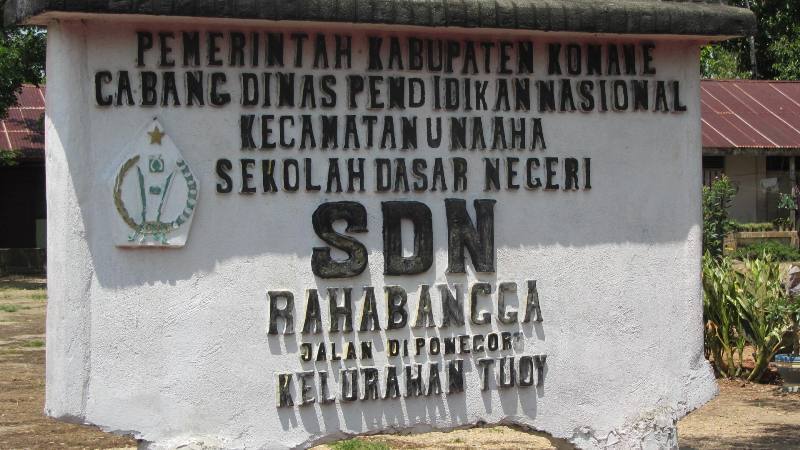 PEMERINTAH KABUPATEN KONAWE
CABANG DINAS PENDIDIKAN NASIONAL
KECAMATAN UNAAHA
SEKOLAH DASAR NEGERI
SDN
RAHABANGGA
JALAN DIPONEGORO
KELURAHAN TUOY